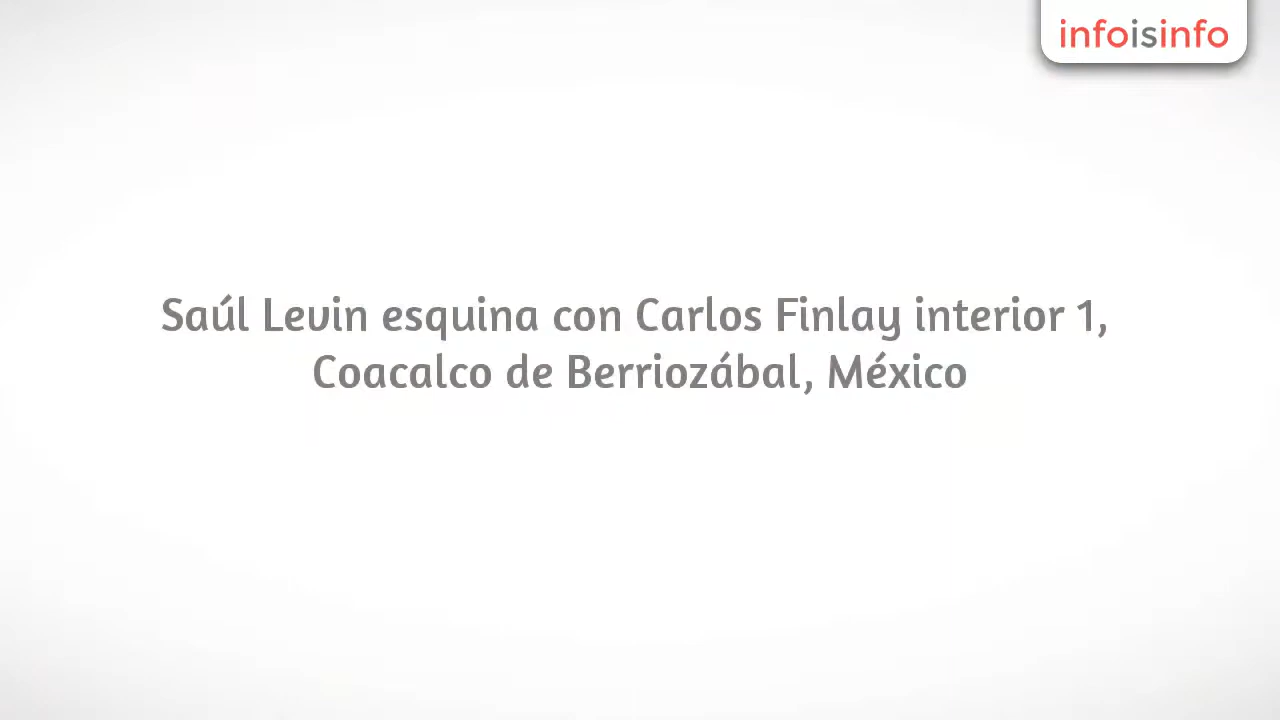 infoisinfo
Saúl Levin esquina con Carlos Finlay interior 1,
Coacalco de Berriozábal, México